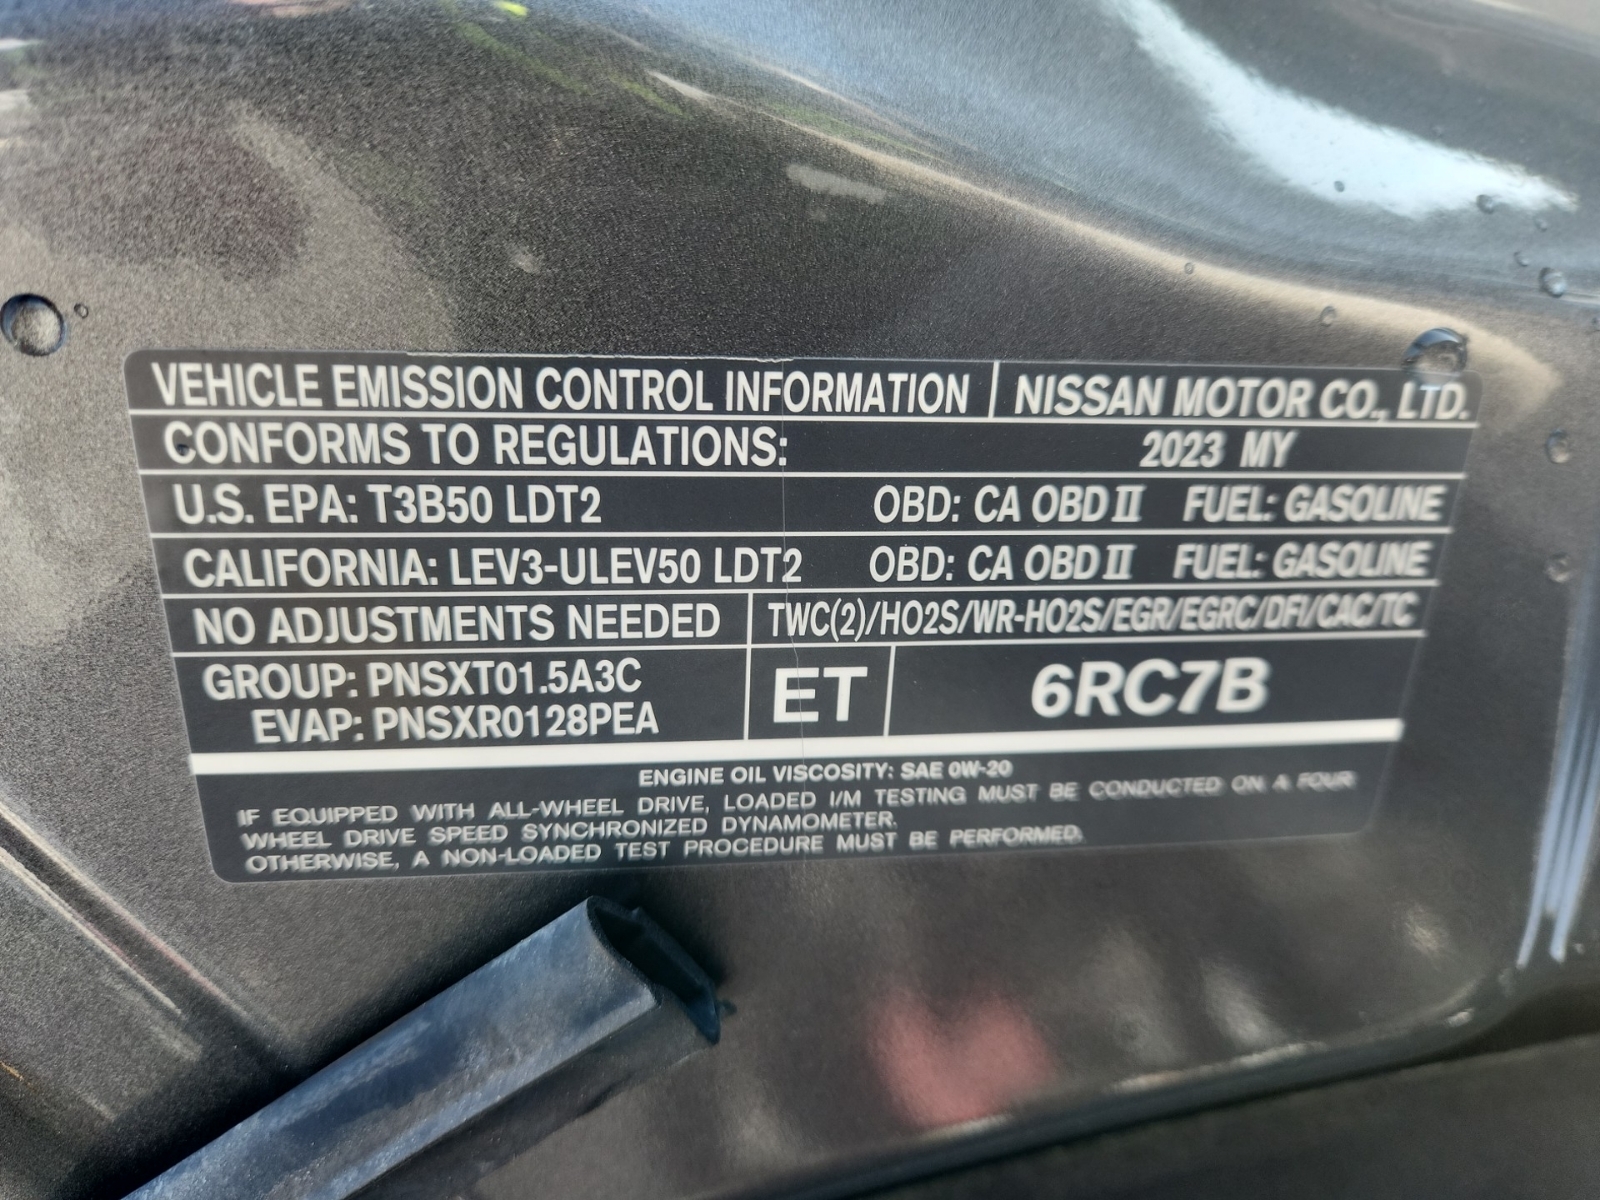 VEHICLE EMISSION CONTROL INFORMATION NISSAN MOTOR CO., LTD.
CONFORMS TO REGULATIONS: 2023 MY
U.S. EPA: T3B50 LDT2 OBD: CA OBD II FUEL: GASOLINE
CALIFORNIA: LEV3-ULEV50 LDT2 OBD: CA OBD II FUEL: GASOLINE
NO ADJUSTMENTS NEEDED TWC(2)/HO2S/WR-HO2S/EGR/EGRC/DFI/CAC/TC
GROUP: PNSXT01.5A3C
EVAP: PNSXR0128PEA
ET 6RC7B
ENGINE OIL VISCOSITY: SAE 0W-20
IF EQUIPPED WITH ALL-WHEEL DRIVE, LOADED I/M TESTING MUST BE CONDUCTED ON A FOUR
WHEEL DRIVE SPEED SYNCHRONIZED DYNAMOMETER.
OTHERWISE, A NON-LOADED TEST PROCEDURE MUST BE PERFORMED.